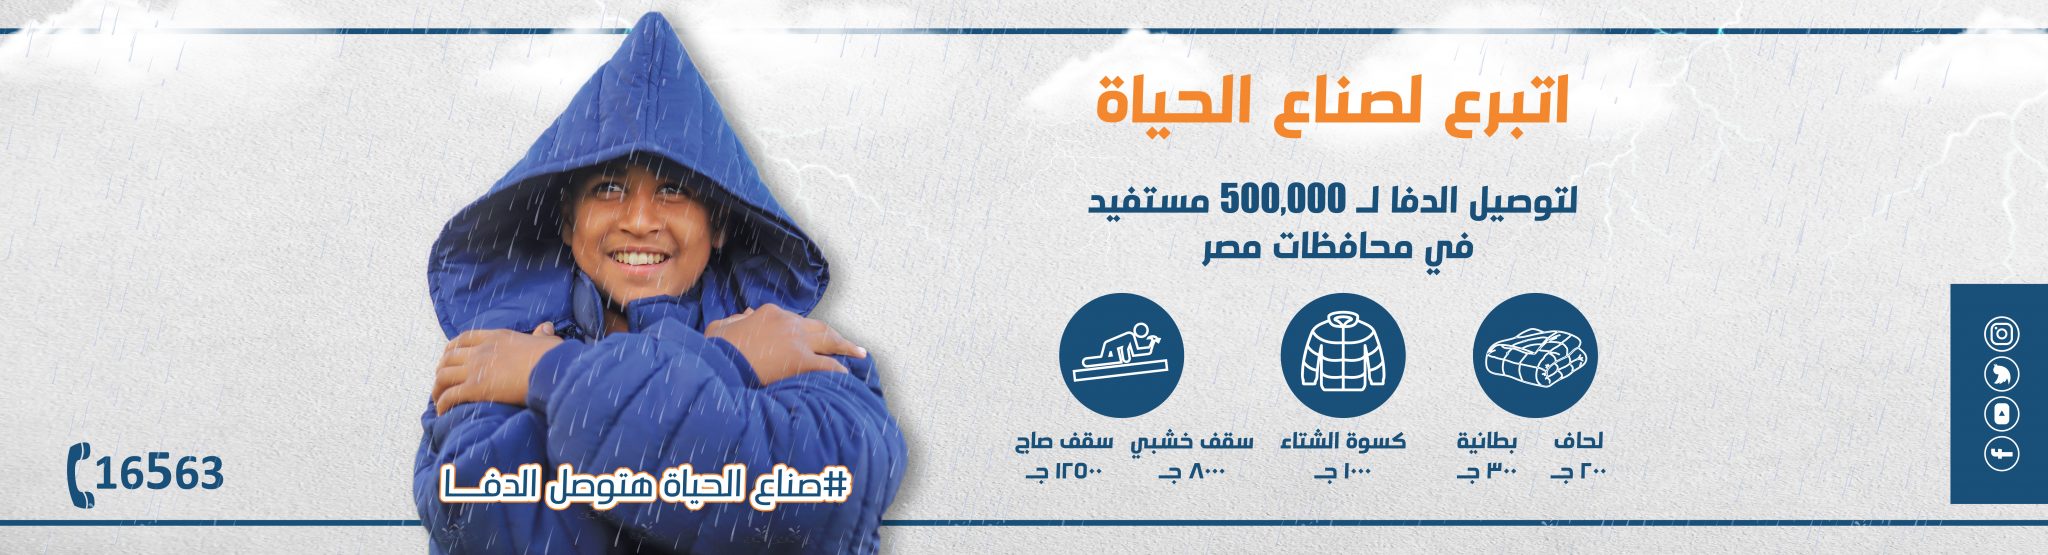 اتبرع لصناع الحياة
لتوصيل الدفا لـ 500,000 مستفيد
في محافظات مصر
لحاف
٢٠٠ جـ
بطانية
٣٠٠ جـ
كسوة الشتاء
١٠٠٠ جـ
سقف خشبي
٨٠٠٠ جـ
سقف صاج
١٢٥٠٠ جـ
#صناع الحياة هتوصل الدفــا
16563